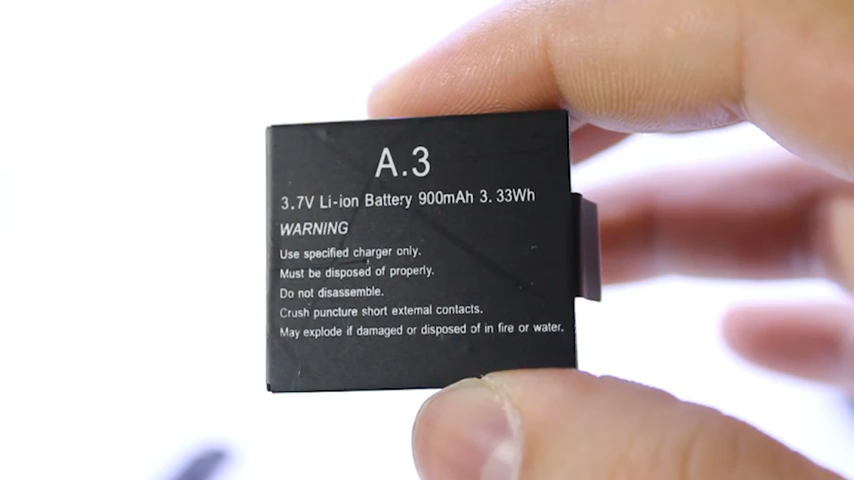 A.3
3.7V Li-ion Battery 900mAh 3.33Wh
WARNING
Use specified charger only.
Must be disposed of properly.
Do not disassemble.
Crush puncture short external contacts.
May explode if damaged or disposed of in fire or water.